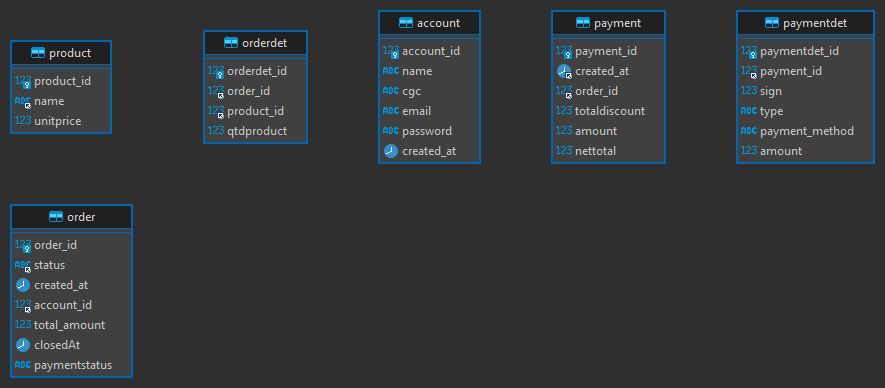 product
123 product_id
ABC name
123 unitprice
orderdet
123 orderdet_id
123 order_id
123 product_id
123 qtdproduct
account
123 account_id
ABC name
ABC cgc
ABC email
ABC password
created_at
payment
123 payment_id
created_at
123 order_id
123 totaldiscount
123 amount
123 nettotal
paymentdet
123 paymentdet_id
123 payment_id
123 sign
ABC type
ABC payment_method
123 amount
order
123 order_id
ABC status
created_at
123 account_id
123 total_amount
closedAt
ABC paymentstatus